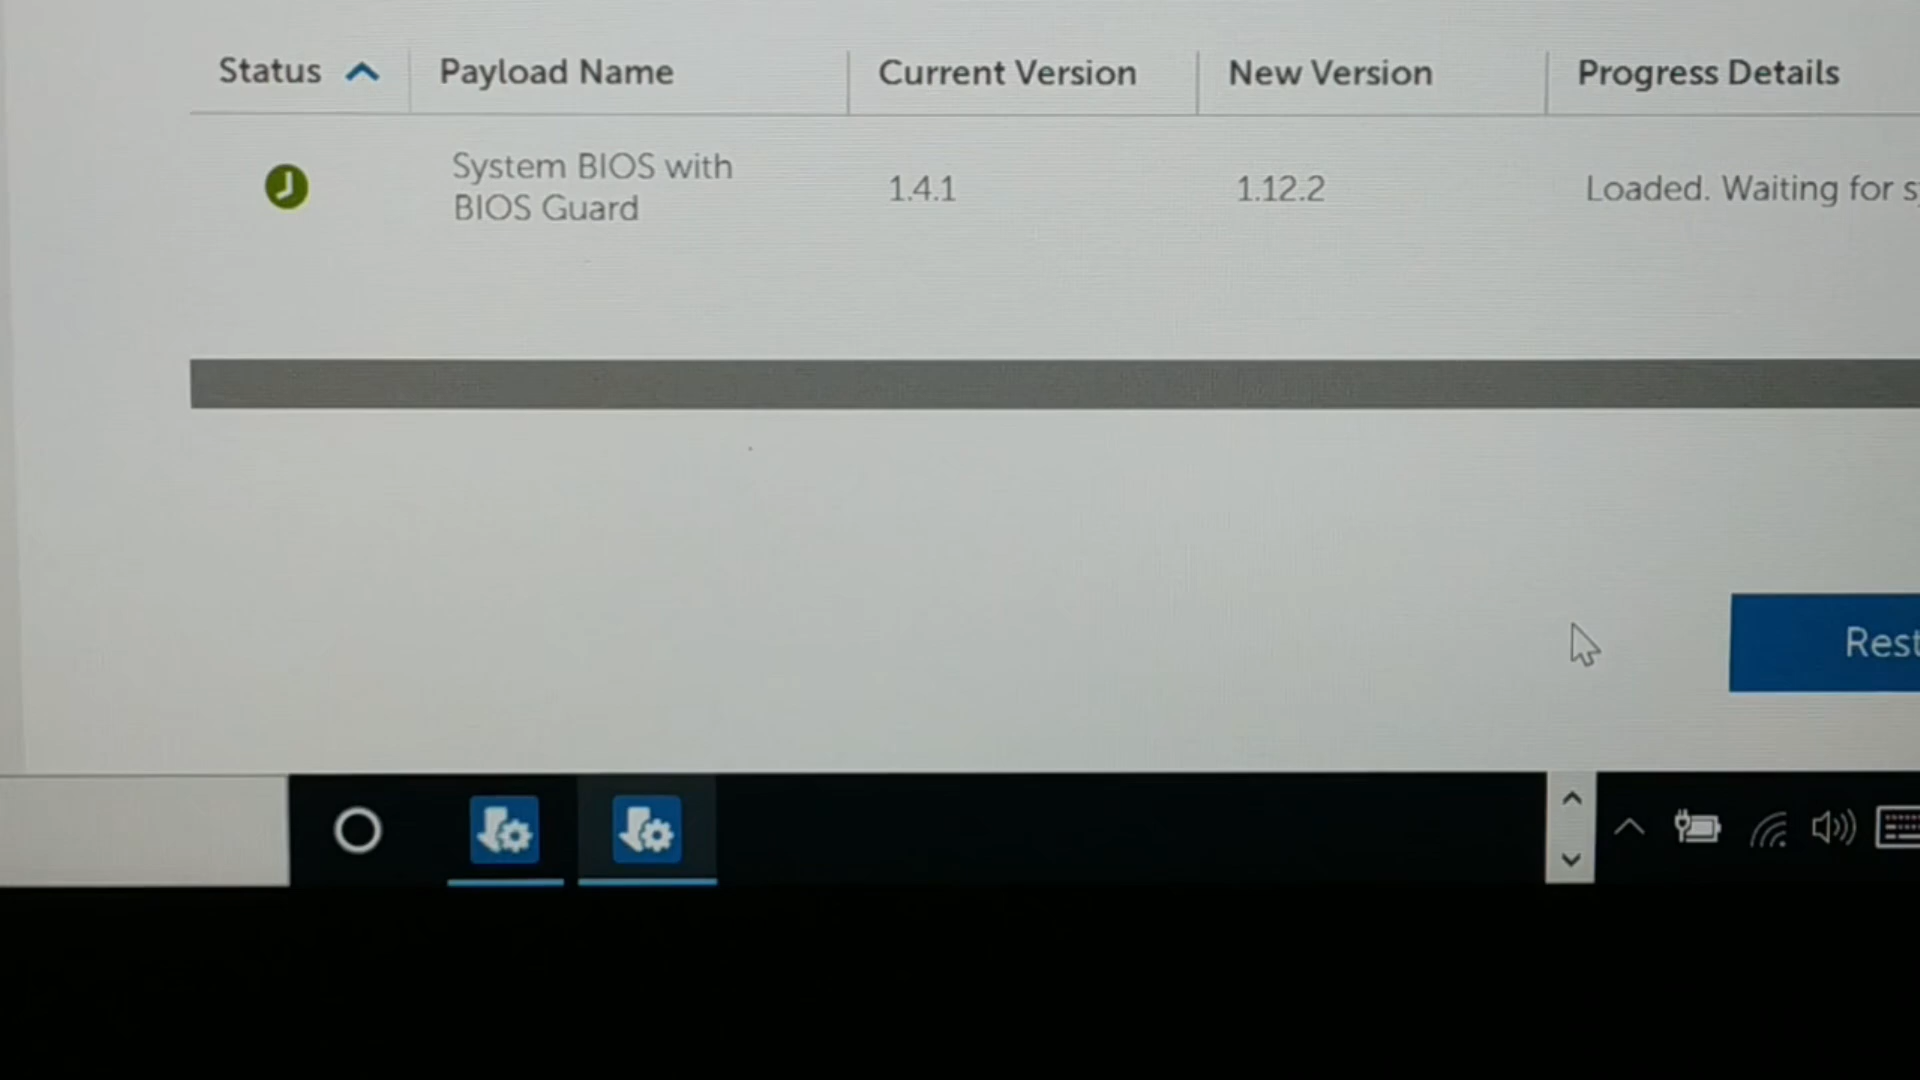 Status Payload Name Current Version New Version Progress Details
System BIOS with
BIOS Guard
1.4.1 1.12.2 Loaded. Waiting for
Rest